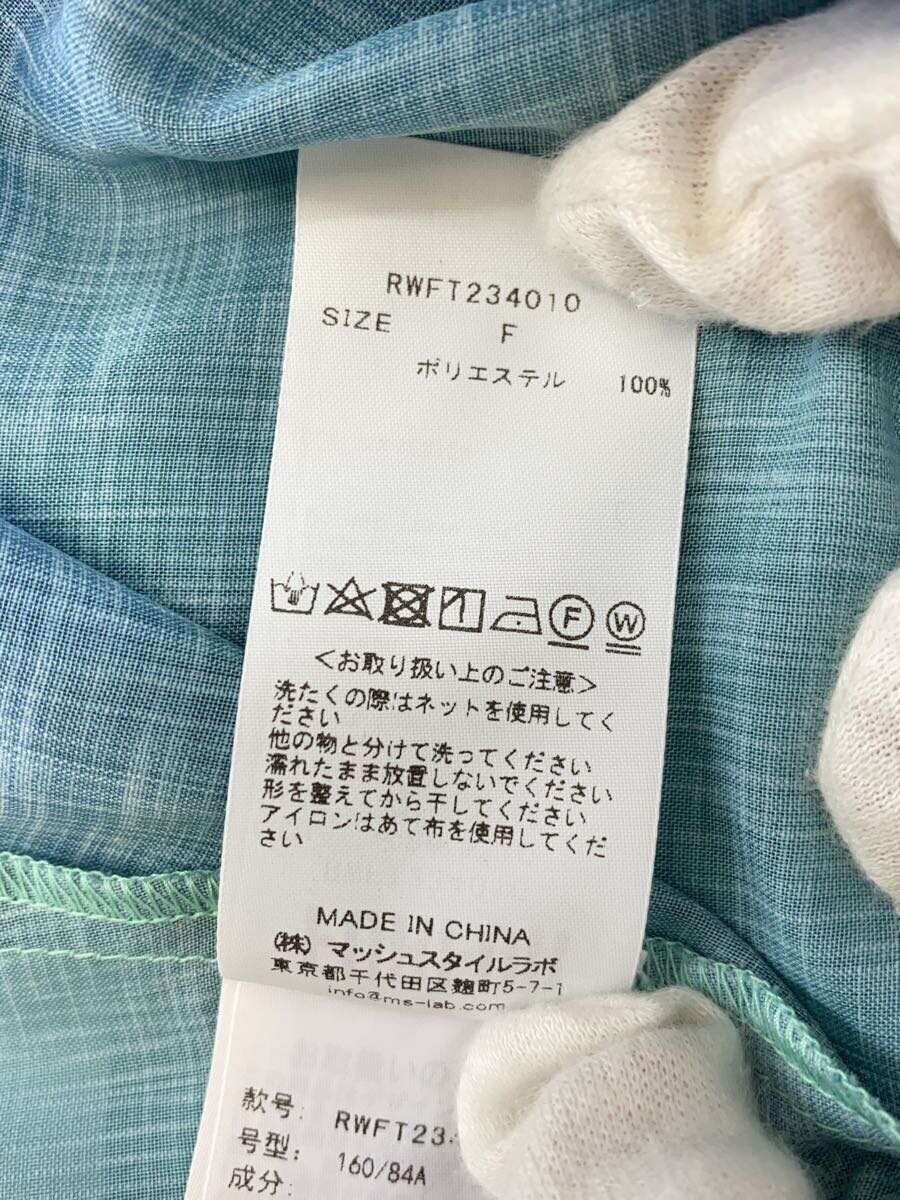 RWFT234010
SIZE F
ポリエステル 100%
F W
<お取り扱い上のご注意>
洗たくの際はネットを使用してく
ださい
他の物と分けて洗ってください
濡れたまま放置しないでください
形を整えてから干してください
アイロンはあて布を使用してくだ
さい
MADE IN CHINA
(株) マッシュスタイルラボ
東京都千代田区麹町5-7-1
info@ms-lab.com
款号: RWFT23
号型: 160/84A
成分: